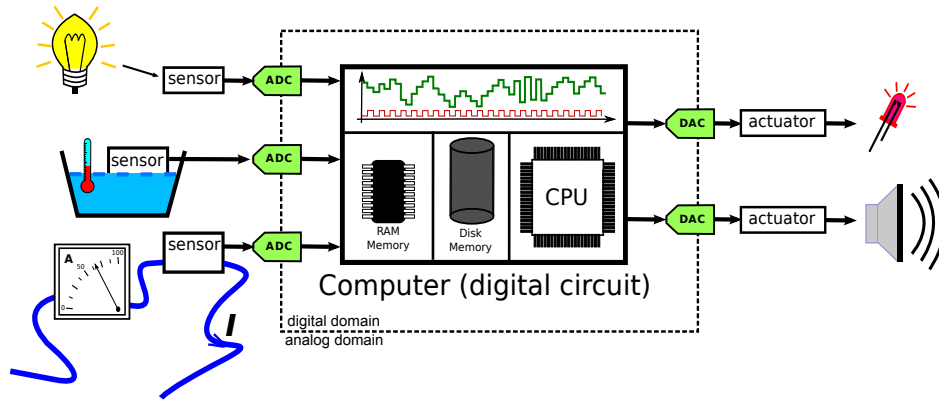 sensor
ADC
DAC
actuator
sensor
ADC
CPU
RAM
Memory
Disk
Memory
DAC
actuator
sensor
ADC
A
0
50
100
I
Computer (digital circuit)
digital domain
analog domain